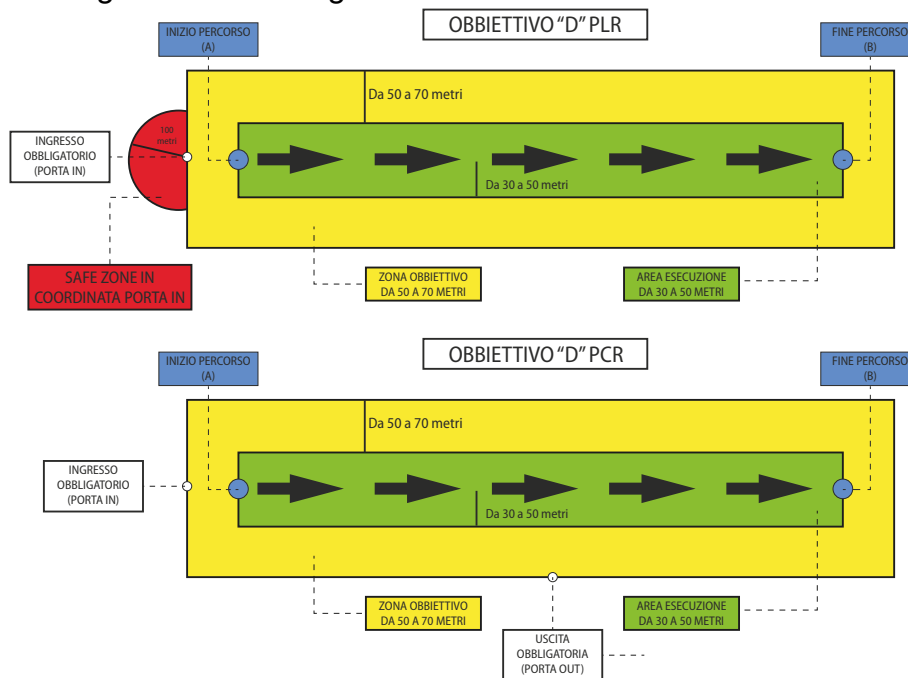 OBBIETTIVO “D” PLR
INIZIO PERCORSO
(A)
FINE PERCORSO
(B)
Da 50 a 70 metri
100
metri
INGRESSO
OBBLIGATORIO
(PORTA IN)
Da 30 a 50 metri
SAFE ZONE IN
COORDINATA PORTA IN
ZONA OBBIETTIVO
DA 50 A 70 METRI
AREA ESECUZIONE
DA 30 A 50 METRI
OBBIETTIVO “D” PCR
INIZIO PERCORSO
(A)
FINE PERCORSO
(B)
Da 50 a 70 metri
INGRESSO
OBBLIGATORIO
(PORTA IN)
Da 30 a 50 metri
ZONA OBBIETTIVO
DA 50 A 70 METRI
AREA ESECUZIONE
DA 30 A 50 METRI
USCITA
OBBLIGATORIA
(PORTA OUT)